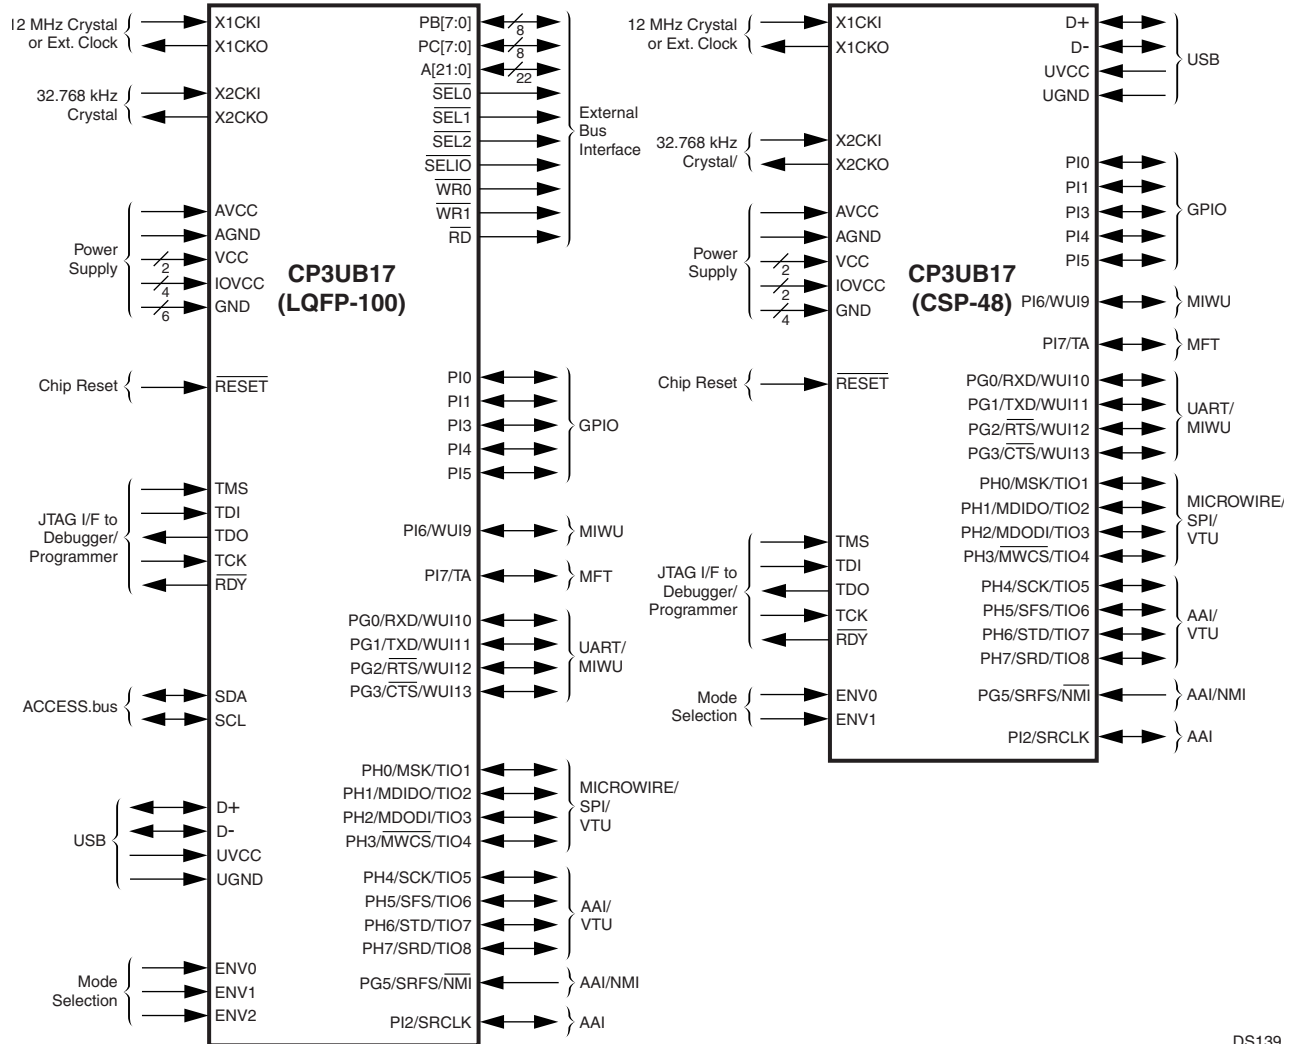 12 MHz Crystal
or Ext. Clock
X1CKI
X1CKO
32.768 kHz
Crystal
X2CKI
X2CKO
Power
Supply
AVCC
AGND
VCC
2
IOVCC
4
GND
6
CP3UB17
(LQFP-100)
Chip Reset
RESET
JTAG I/F to
Debugger/
Programmer
TMS
TDI
TDO
TCK
RDY
ACCESS.bus
SDA
SCL
USB
D+
D-
UVCC
UGND
Mode
Selection
ENV0
ENV1
ENV2
PB[7:0]
8
PC[7:0]
8
A[21:0]
22
SEL0
SEL1
SEL2
SELIO
WR0
WR1
RD
External
Bus
Interface
PI0
PI1
PI3
PI4
PI5
GPIO
PI6/WUI9
MIWU
PI7/TA
MFT
PG0/RXD/WUI10
PG1/TXD/WUI11
PG2/RTS/WUI12
PG3/CTS/WUI13
UART/
MIWU
PH0/MSK/TIO1
PH1/MDIDO/TIO2
PH2/MDODI/TIO3
PH3/MWCS/TIO4
MICROWIRE/
SPI/
VTU
PH4/SCK/TIO5
PH5/SFS/TIO6
PH6/STD/TIO7
PH7/SRD/TIO8
AAI/
VTU
PG5/SRFS/NMI
AAI/NMI
PI2/SRCLK
AAI
12 MHz Crystal
or Ext. Clock
X1CKI
X1CKO
32.768 kHz
Crystal/
X2CKI
X2CKO
Power
Supply
AVCC
AGND
VCC
2
IOVCC
2
GND
4
CP3UB17
(CSP-48)
Chip Reset
RESET
JTAG I/F to
Debugger/
Programmer
TMS
TDI
TDO
TCK
RDY
Mode
Selection
ENV0
ENV1
D+
D-
UVCC
UGND
USB
PI0
PI1
PI3
PI4
PI5
GPIO
PI6/WUI9
MIWU
PI7/TA
MFT
PG0/RXD/WUI10
PG1/TXD/WUI11
PG2/RTS/WUI12
PG3/CTS/WUI13
UART/
MIWU
PH0/MSK/TIO1
PH1/MDIDO/TIO2
PH2/MDODI/TIO3
PH3/MWCS/TIO4
MICROWIRE/
SPI/
VTU
PH4/SCK/TIO5
PH5/SFS/TIO6
PH6/STD/TIO7
PH7/SRD/TIO8
AAI/
VTU
PG5/SRFS/NMI
AAI/NMI
PI2/SRCLK
AAI
DS139